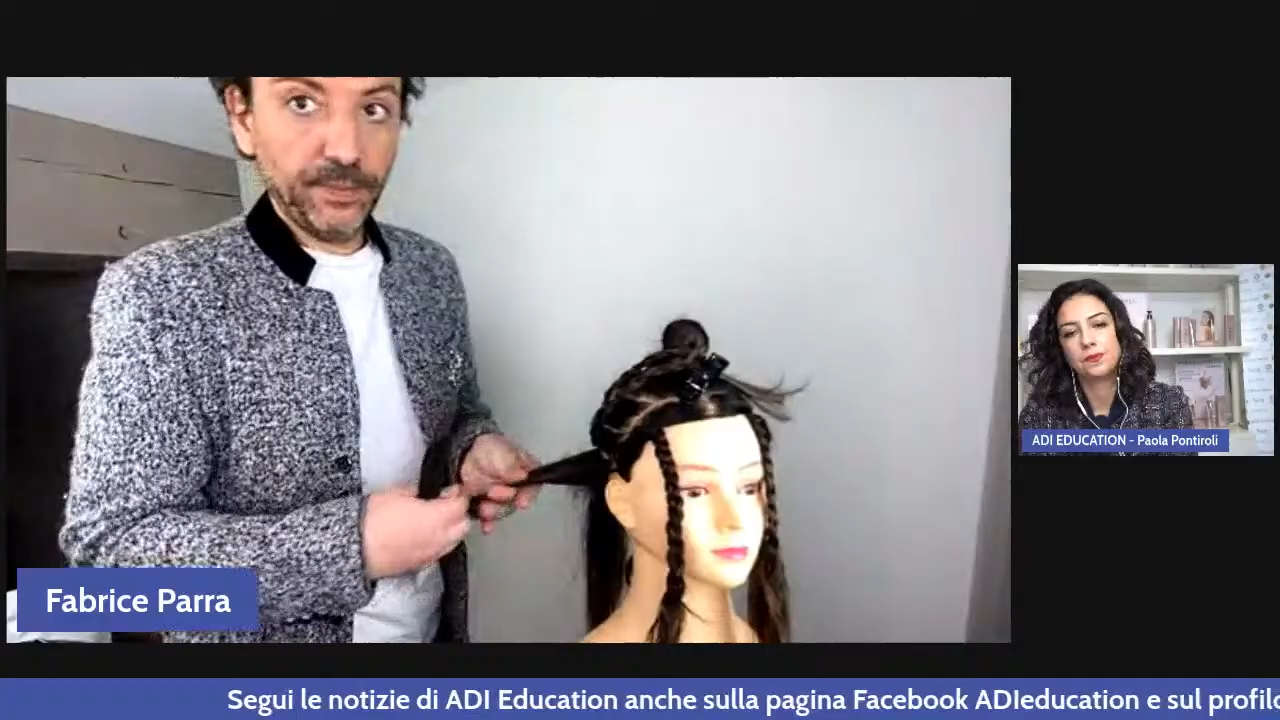 ADI EDUCATION - Paola Pontiroli
Fabrice Parra
Segui le notizie di ADI Education anche sulla pagina Facebook ADIeducation e sul profilo